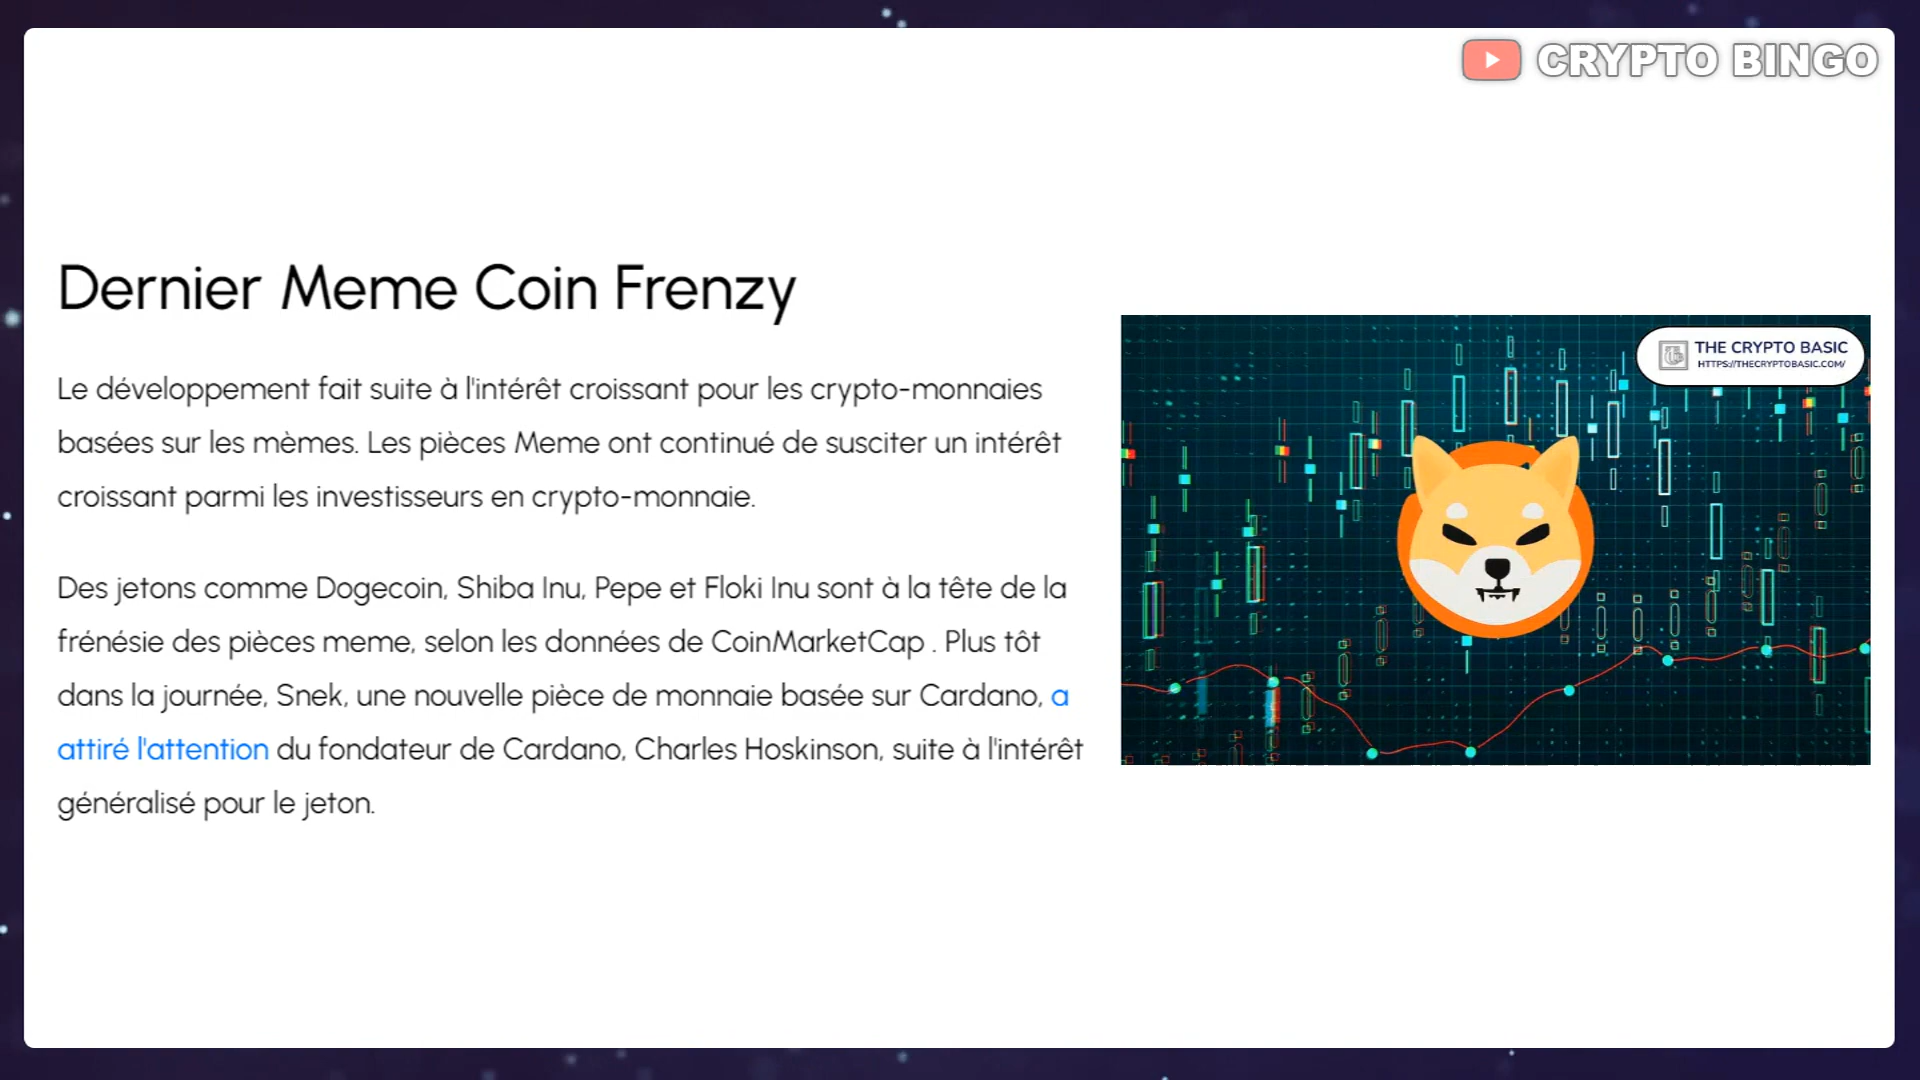 CRYPTO BINGO
Dernier Meme Coin Frenzy
Le développement fait suite à l'intérêt croissant pour les crypto-monnaies
basées sur les mèmes. Les pièces Meme ont continué de susciter un intérêt
croissant parmi les investisseurs en crypto-monnaie.
Des jetons comme Dogecoin, Shiba Inu, Pepe et Floki Inu sont à la tête de la
frénésie des pièces meme, selon les données de CoinMarketCap . Plus tôt
dans la journée, Snek, une nouvelle pièce de monnaie basée sur Cardano, a
attiré l'attention du fondateur de Cardano, Charles Hoskinson, suite à l'intérêt
généralisé pour le jeton.
THE CRYPTO BASIC
HTTPS://THECRYPTOBASIC.COM/